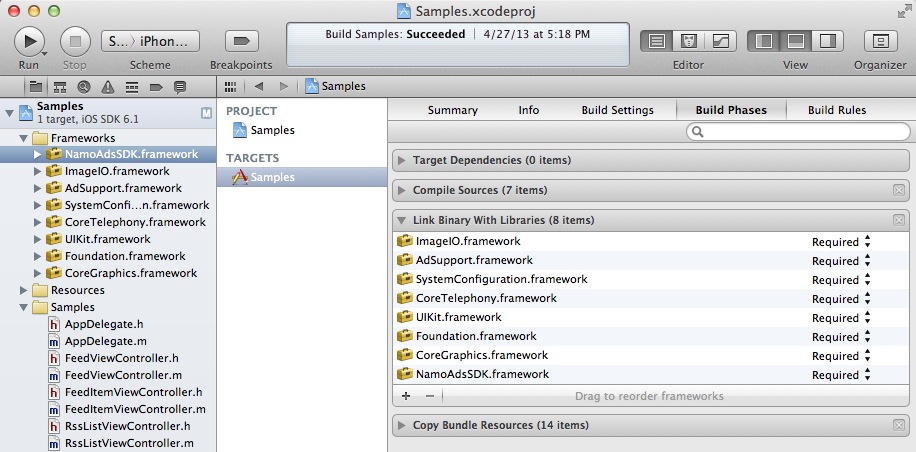 Samples.xcodeproj
Build Samples: Succeeded | 4/27/13 at 5:18 PM
S... iPhon...
Run
Stop
Scheme
Breakpoints
Editor
View
Organizer
Samples
Samples
M
1 target, iOS SDK 6.1
Frameworks
NamoAdsSDK.framework
ImageIO.framework
AdSupport.framework
SystemConfi...n.framework
CoreTelephony.framework
UIKit.framework
Foundation.framework
CoreGraphics.framework
Resources
Samples
h AppDelegate.h
m AppDelegate.m
h FeedViewController.h
m FeedViewController.m
h FeedItemViewController.h
m FeedItemViewController.m
h RssListViewController.h
m RssListViewController.m
PROJECT
Samples
TARGETS
Samples
Summary
Info
Build Settings
Build Phases
Build Rules
Target Dependencies (0 items)
Compile Sources (7 items)
Link Binary With Libraries (8 items)
ImageIO.framework Required
AdSupport.framework Required
SystemConfiguration.framework Required
CoreTelephony.framework Required
UIKit.framework Required
Foundation.framework Required
CoreGraphics.framework Required
NamoAdsSDK.framework Required
+ − Drag to reorder frameworks
Copy Bundle Resources (14 items)